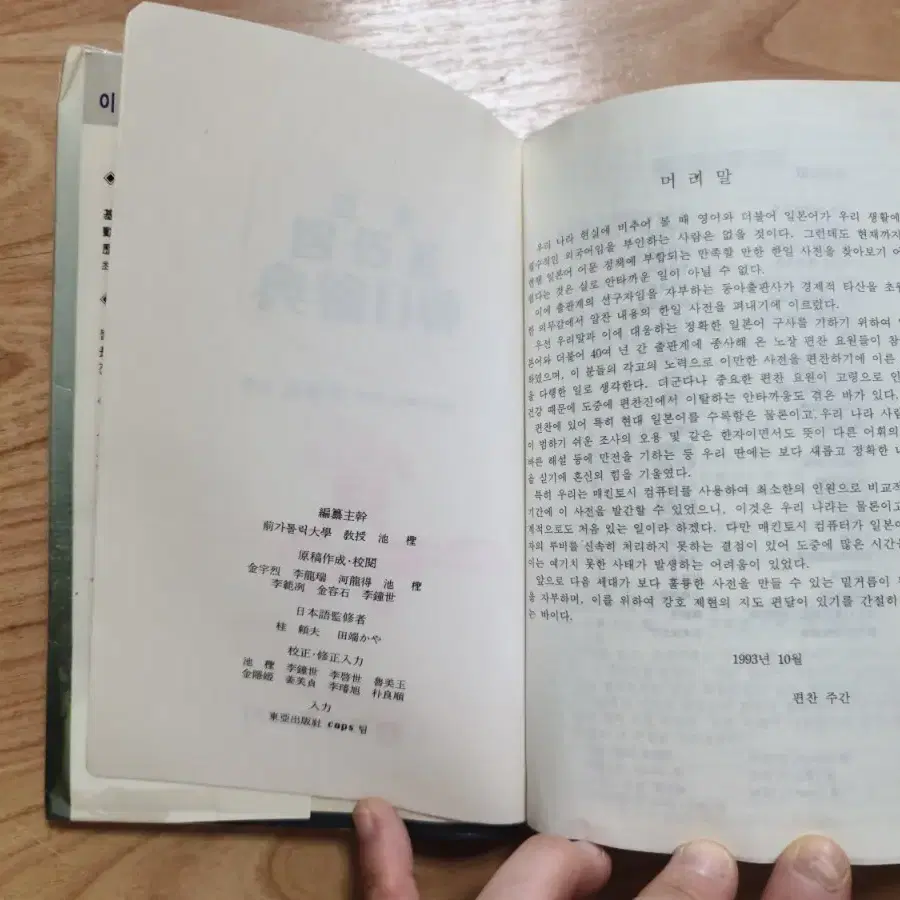 이
編纂主幹
前가톨릭大學 敎授 池 樫
原稿作成·校閱
金宇烈 李龍瑞 河龍得 池 樫
李範洌 金容石 李鐘世
日本語監修者
桂 賴夫 田端かや
校正·修正入力
池 樫 李鐘世 李啓世 魯美玉
姜美貞 李瑃旭 朴良順
入力
東亞出版社 caps 팀
머 리 말
우리 나라 현실에 비추어 볼 때 영어와 더불어 일본어가 우리 생활에
필수적인 외국어임을 부인하는 사람은 없을 것이다. 그런데도 현재까지
현행 일본어 어문 정책에 부합되는 만족할 만한 한일 사전을 찾아보기 어
렵다는 것은 실로 안타까운 일이 아닐 수 없다.
이에 출판계의 선구자임을 자부하는 동아출판사가 경제적 타산을 초월
한 의무감에서 알찬 내용의 한일 사전을 펴내기에 이르렀다.
우선 우리말과 이에 대응하는 정확한 일본어 구사를 기하기 위하여
본어와 더불어 40여 년 간 출판계에 종사해 온 노장 편찬 요원들이 참
하였으며, 이 분들의 각고의 노력으로 이만한 사전을 편찬하기에 이른
을 다행한 일로 생각한다. 더군다나 중요한 편찬 요원이 고령으로 인
건강 때문에 도중에 편찬진에서 이탈하는 안타까움도 겪은 바가 있다.
편찬에 있어 특히 현대 일본어를 수록함은 물론이고, 우리 나라 사람
이 범하기 쉬운 조사의 오용 및 같은 한자이면서도 뜻이 다른 어휘의
바른 해설 등에 만전을 기하는 등 우리 딴에는 보다 새롭고 정확한 내
을 싣기에 혼신의 힘을 기울였다.
특히 우리는 매킨토시 컴퓨터를 사용하여 최소한의 인원으로 비교적
기간에 이 사전을 발간할 수 있었으니, 이것은 우리 나라는 물론이고
계적으로도 처음 있는 일이라 하겠다. 다만 매킨토시 컴퓨터가 일본어
자의 루비를 신속히 처리하지 못하는 결점이 있어 도중에 많은 시간을
이는 여기치 못한 사태가 발생하는 어려움이 있었다.
앞으로 다음 세대가 보다 훌륭한 사전을 만들 수 있는 밑거름이
을 자부하며, 이를 위하여 강호 제현의 지도 편달이 있기를 간절히
는 바이다.
1993년 10월
편찬 주간